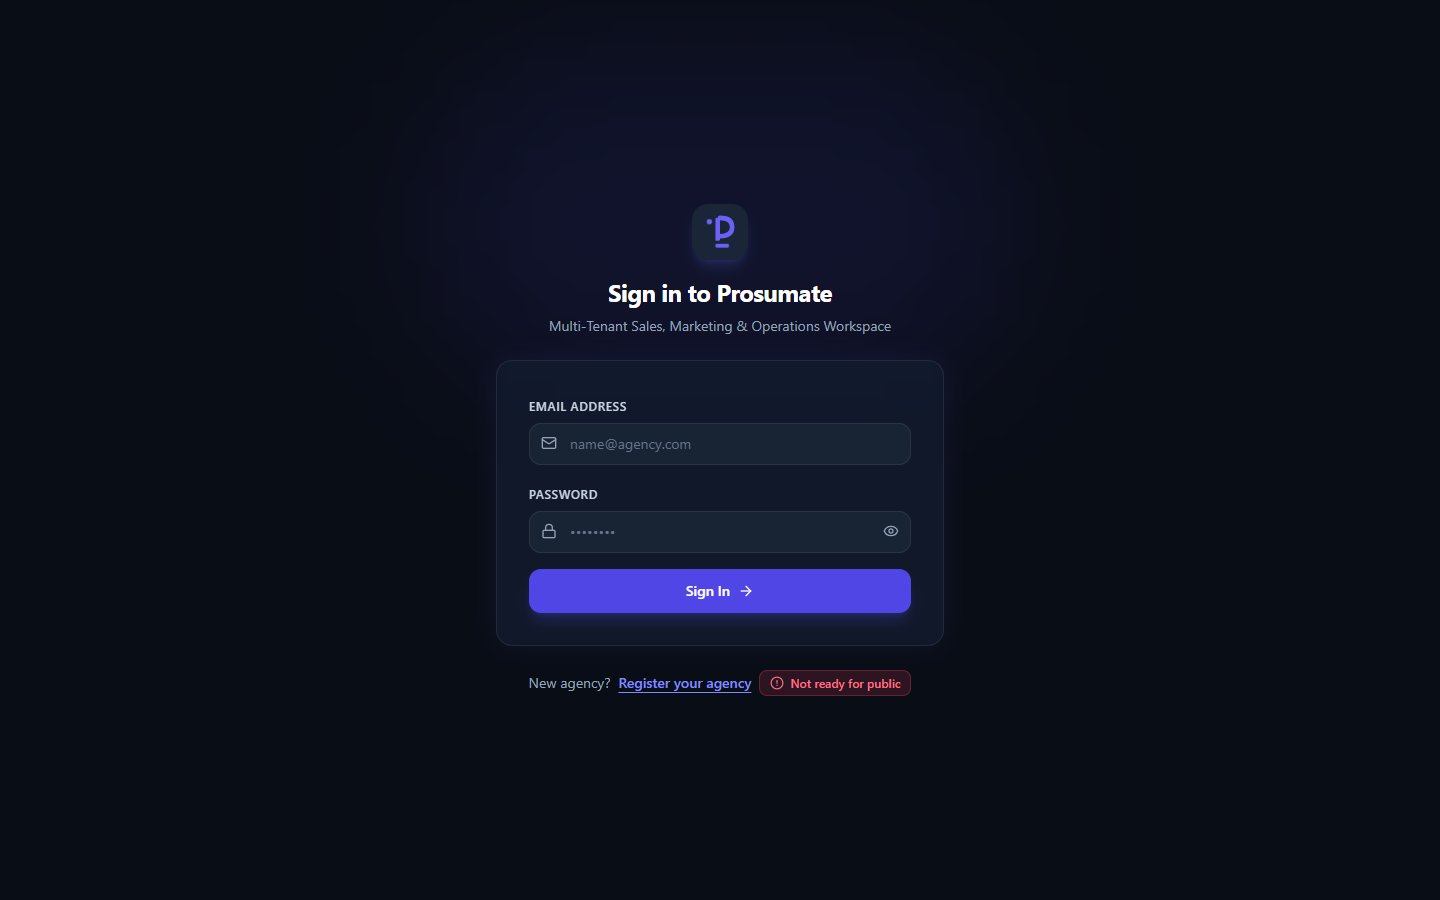 Sign in to Prosumate
Multi-Tenant Sales, Marketing & Operations Workspace
EMAIL ADDRESS
name@agency.com
PASSWORD
••••••••
Sign In →
New agency? Register your agency Not ready for public